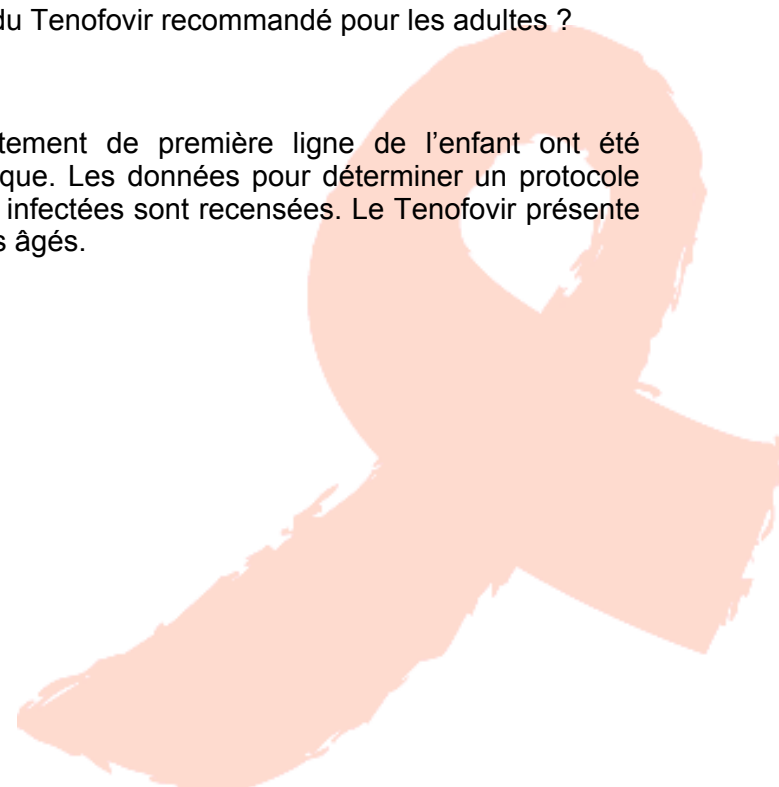 du Tenofovir recommandé pour les adultes ?
tement de première ligne de l’enfant ont été
que. Les données pour déterminer un protocole
infectées sont recensées. Le Tenofovir présente
s âgés.